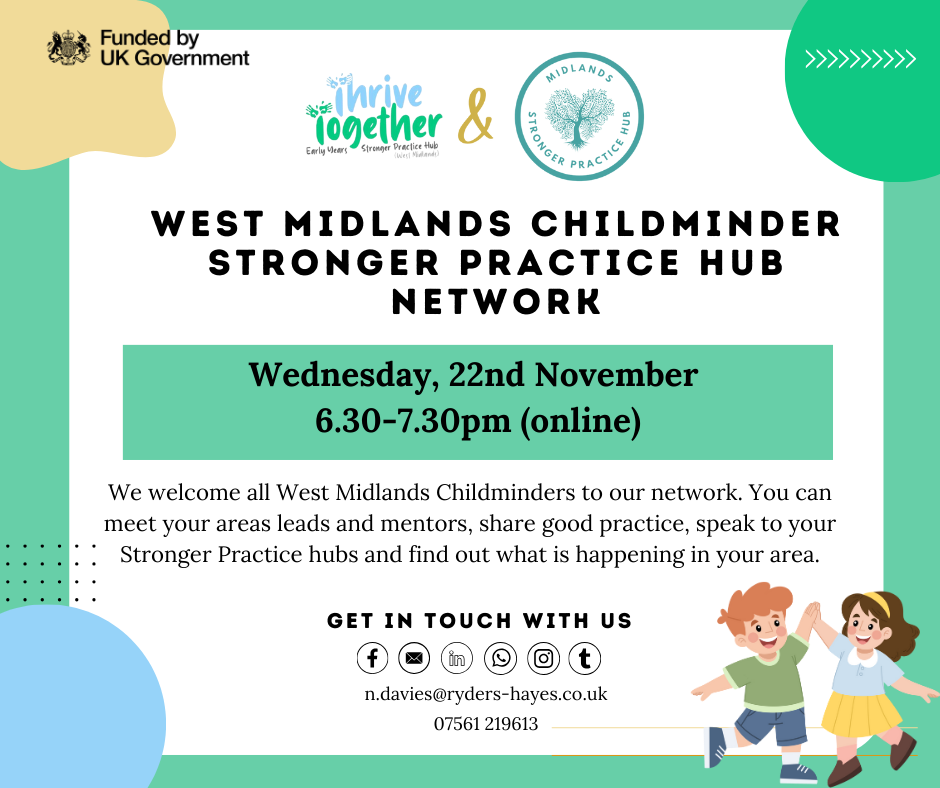 Funded by
UK Government
Thrive
Together
Early Years Stronger Practice Hub
(West Midlands)
&
MIDLANDS
STRONGER PRACTICE HUB
WEST MIDLANDS CHILDMINDER
STRONGER PRACTICE HUB
NETWORK
Wednesday, 22nd November
6.30-7.30pm (online)
We welcome all West Midlands Childminders to our network. You can
meet your areas leads and mentors, share good practice, speak to your
Stronger Practice hubs and find out what is happening in your area.
GET IN TOUCH WITH US
n.davies@ryders-hayes.co.uk
07561 219613